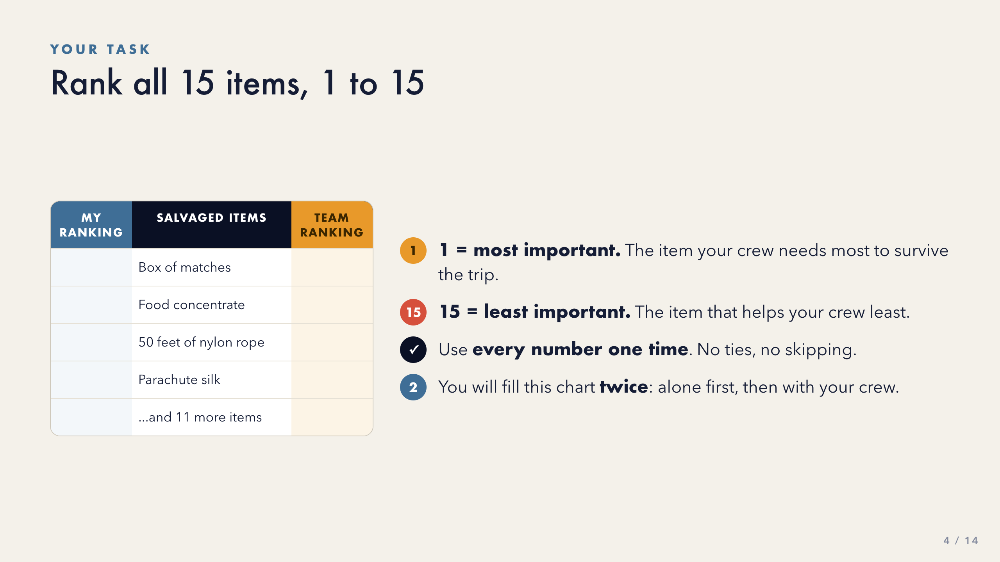 YOUR TASK
Rank all 15 items, 1 to 15
MY RANKING
SALVAGED ITEMS
TEAM RANKING
Box of matches
Food concentrate
50 feet of nylon rope
Parachute silk
...and 11 more items
1
1 = most important. The item your crew needs most to survive
the trip.
15
15 = least important. The item that helps your crew least.
✓
Use every number one time. No ties, no skipping.
2
You will fill this chart twice: alone first, then with your crew.
4 / 14